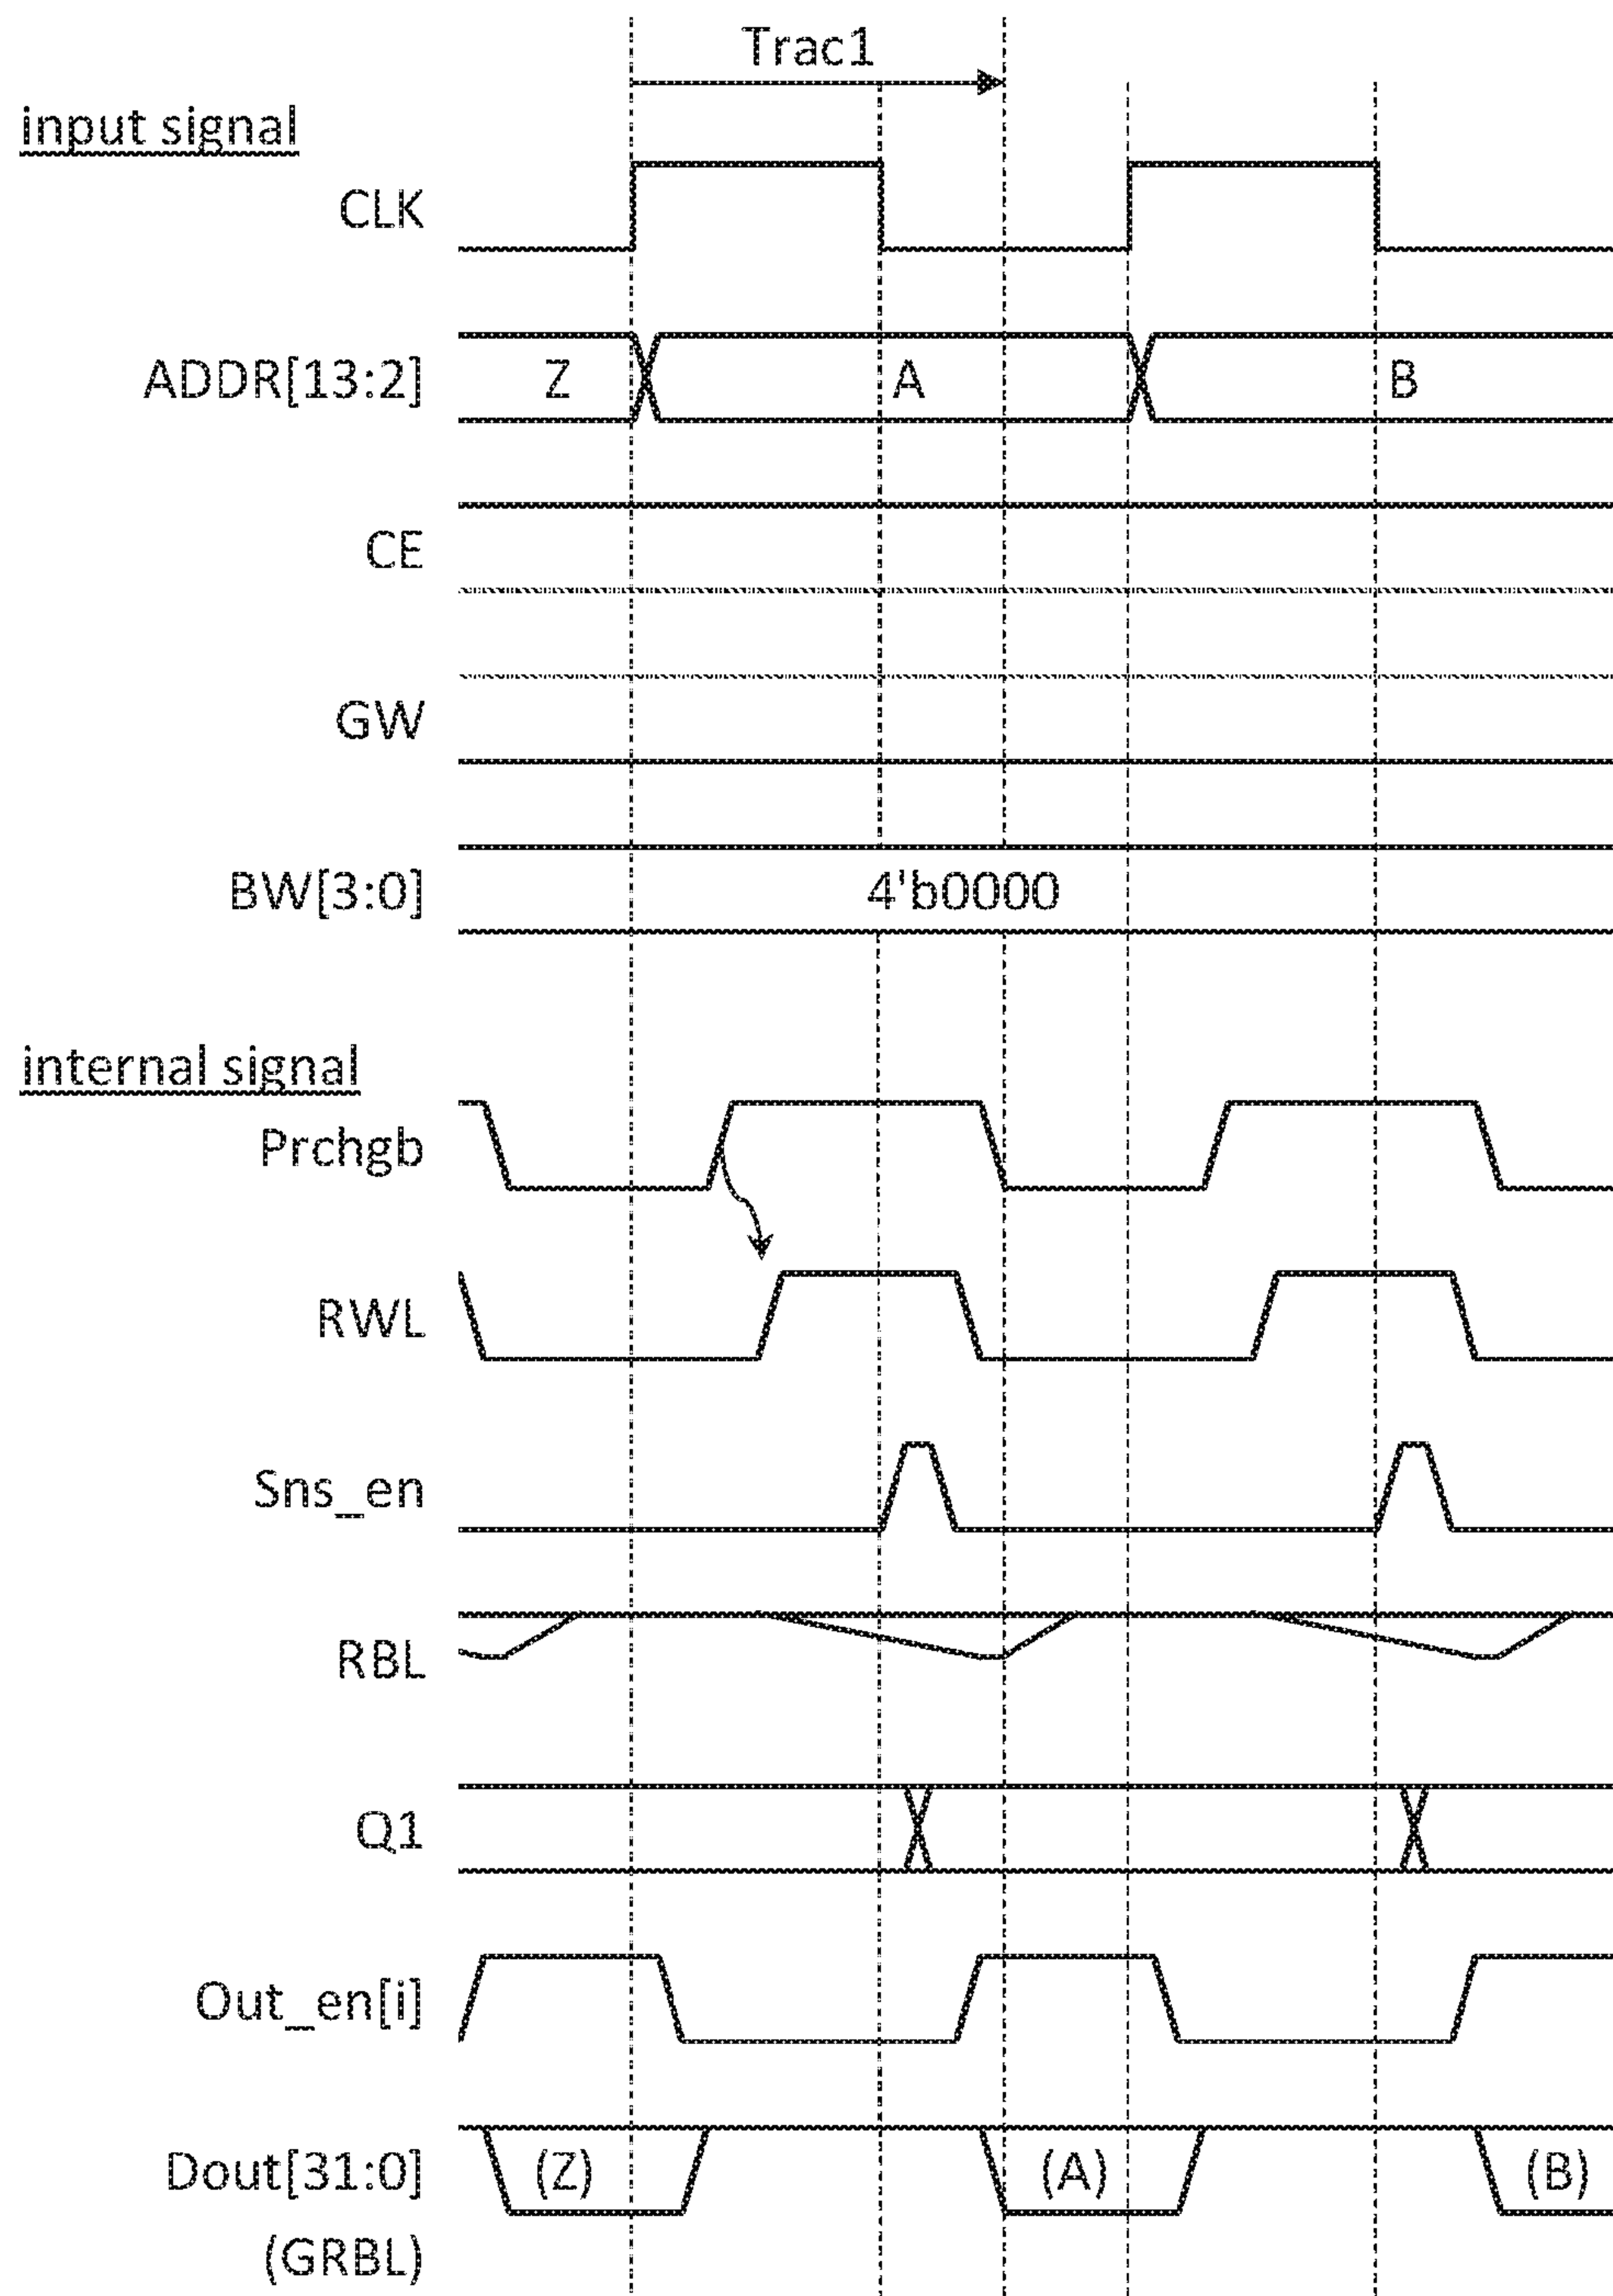 Trac1
input signal
CLK
ADDR[13:2] Z A B
CE
GW
BW[3:0] 4'b0000
internal signal
Prchgb
RWL
Sns_en
RBL
Q1
Out_en[i]
Dout[31:0] (Z) (A) (B)
(GRBL)